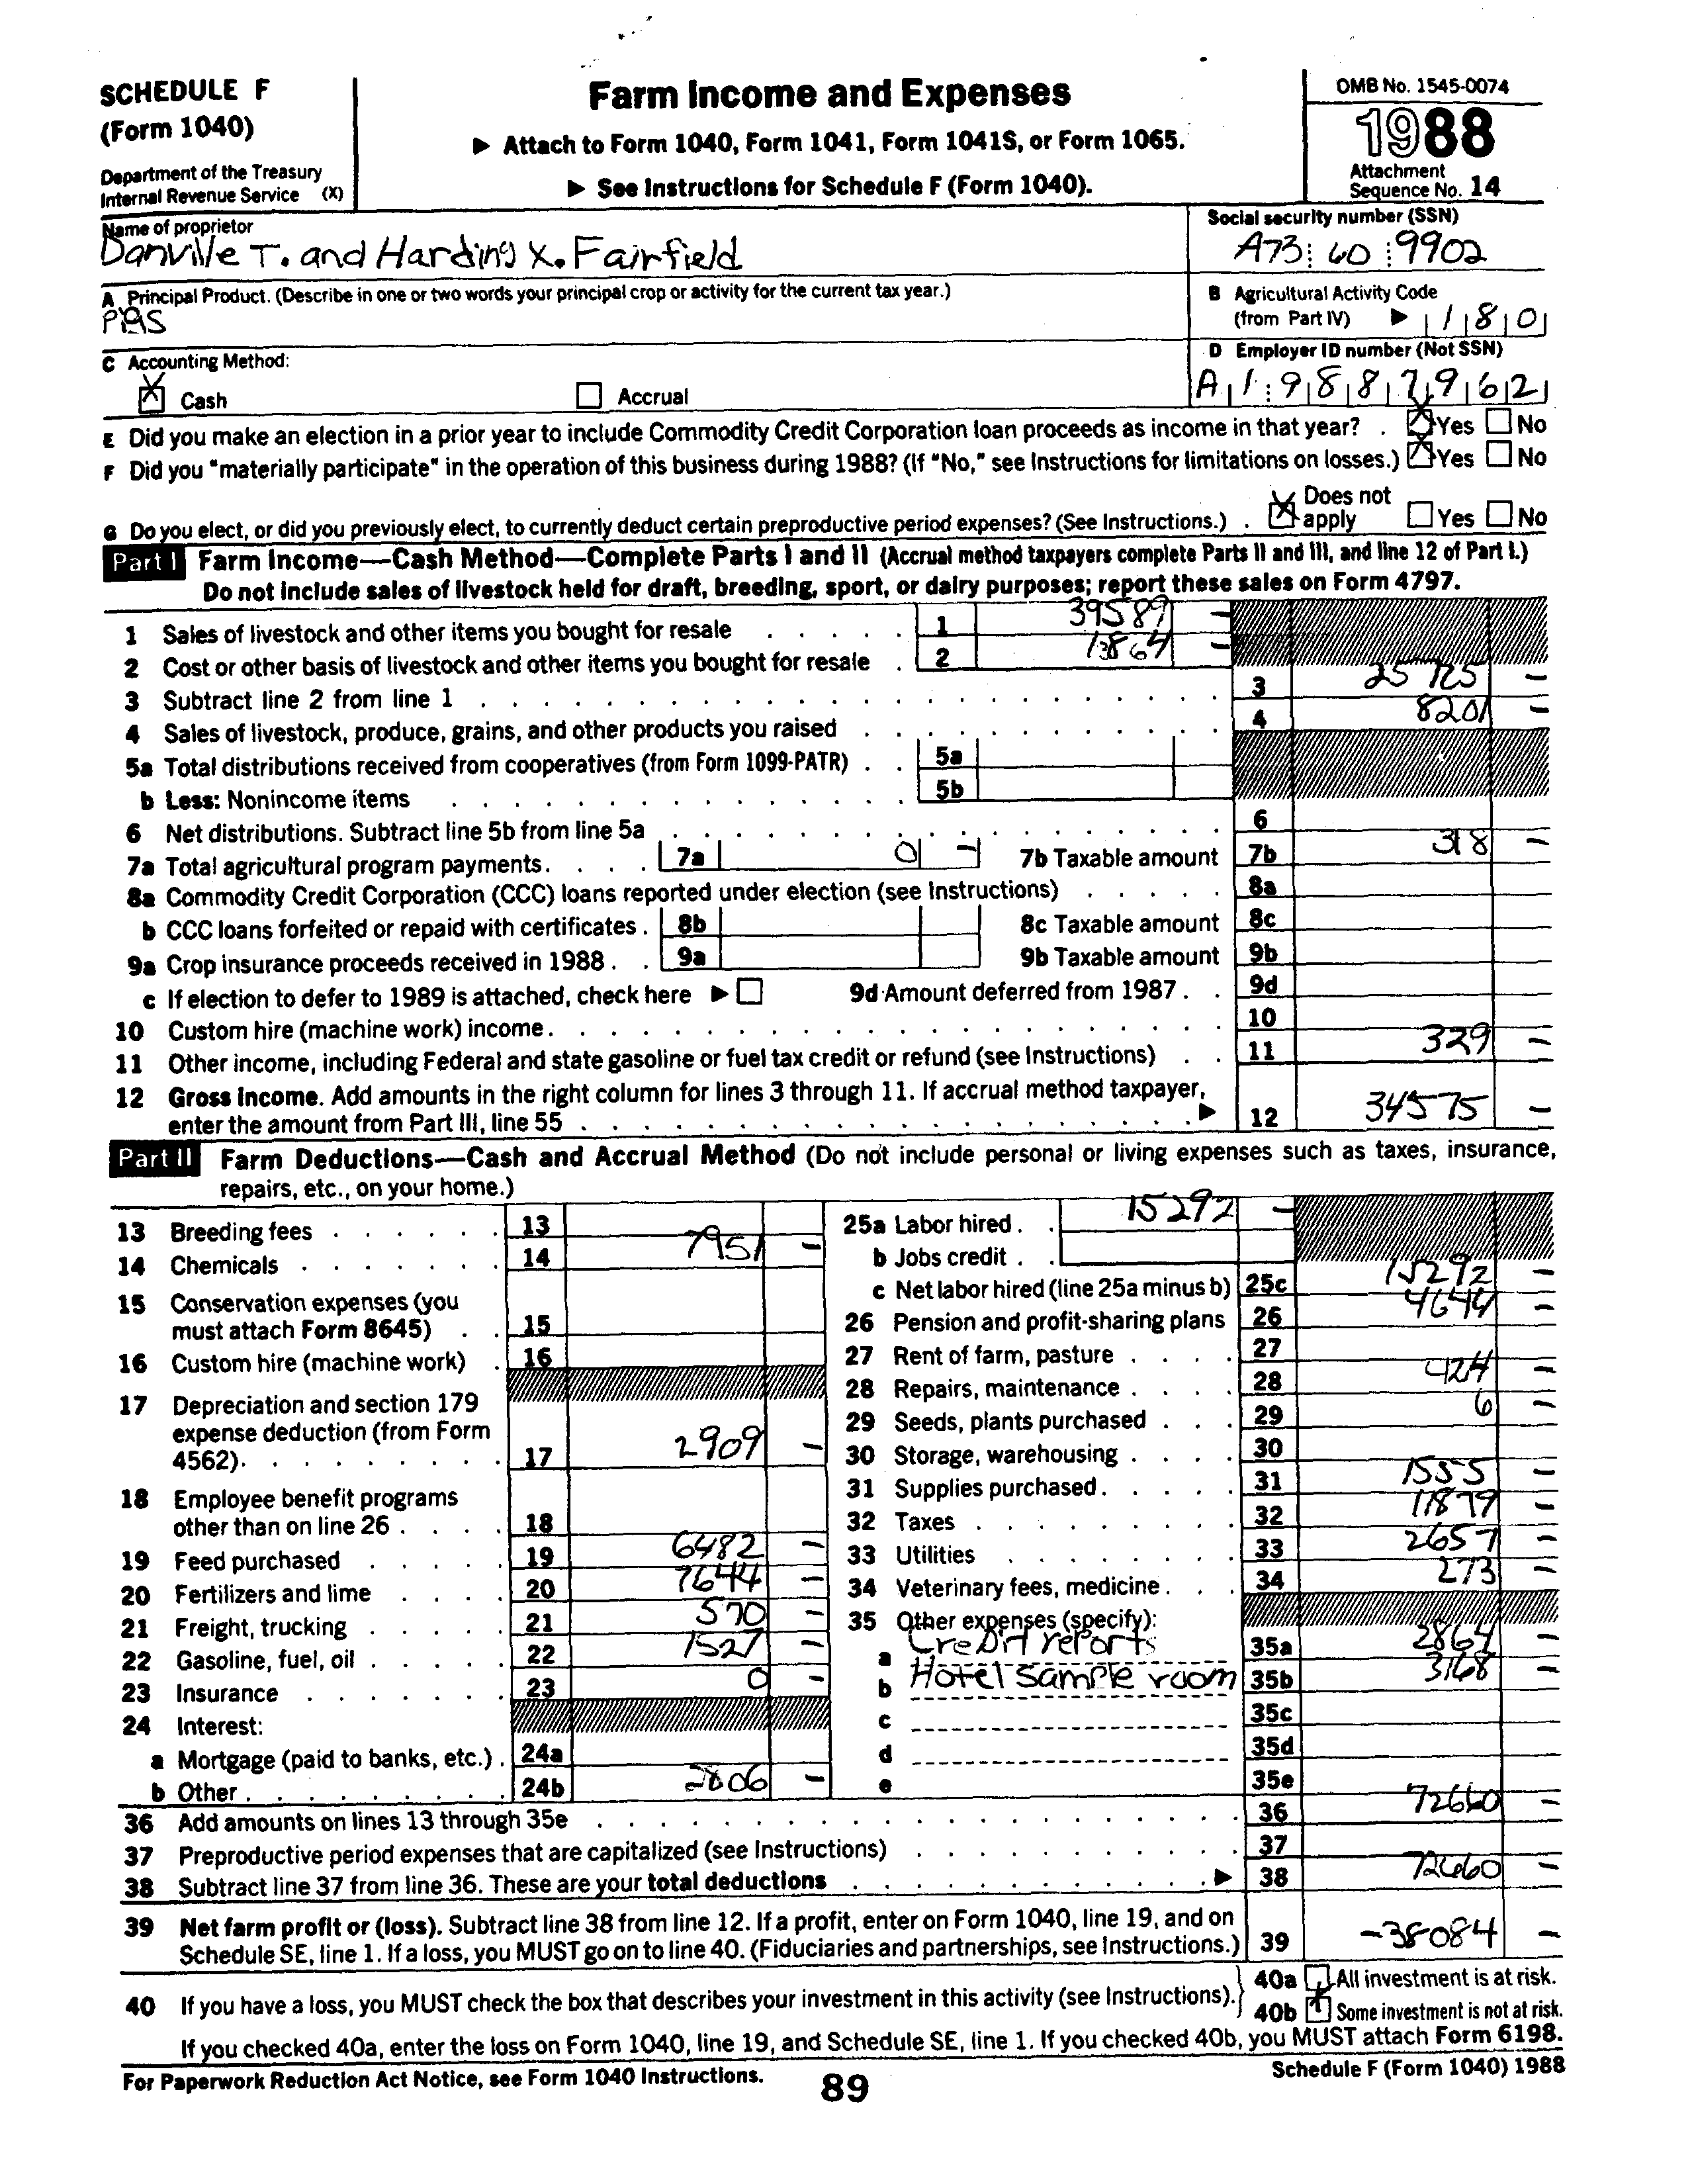 SCHEDULE F
(Form 1040)
Department of the Treasury
Internal Revenue Service (X)
Farm Income and Expenses
▶ Attach to Form 1040, Form 1041, Form 1041S, or Form 1065.
▶ See Instructions for Schedule F (Form 1040).
OMB No. 1545-0074
1988
Attachment
Sequence No. 14
Name of proprietor
Danville T. and Harding X. Fairfield
Social security number (SSN)
A73 60 9902
A Principal Product. (Describe in one or two words your principal crop or activity for the current tax year.)
PigS
B Agricultural Activity Code
(from Part IV) ▶ 1 8 0
C Accounting Method:
X Cash ☐ Accrual
D Employer ID number (Not SSN)
A 1 9 8 8 7 9 6 2
E Did you make an election in a prior year to include Commodity Credit Corporation loan proceeds as income in that year? . X Yes ☐ No
F Did you "materially participate" in the operation of this business during 1988? (If "No," see Instructions for limitations on losses.) X Yes ☐ No
G Do you elect, or did you previously elect, to currently deduct certain preproductive period expenses? (See Instructions.) . X Does not apply ☐ Yes ☐ No
Part I Farm Income—Cash Method—Complete Parts I and II (Accrual method taxpayers complete Parts II and III, and line 12 of Part I.)
Do not include sales of livestock held for draft, breeding, sport, or dairy purposes; report these sales on Form 4797.
1 Sales of livestock and other items you bought for resale . . . . . 1 39589 –
2 Cost or other basis of livestock and other items you bought for resale . 2 13864 –
3 Subtract line 2 from line 1 . . . . . 3 25725 –
4 Sales of livestock, produce, grains, and other products you raised . . . . . 4 8201 –
5a Total distributions received from cooperatives (from Form 1099-PATR) . . 5a
b Less: Nonincome items . . . . . 5b
6 Net distributions. Subtract line 5b from line 5a . . . . . 6
7a Total agricultural program payments. . . . 7a 0 – 7b Taxable amount 7b 318 –
8a Commodity Credit Corporation (CCC) loans reported under election (see Instructions) . . . . . 8a
b CCC loans forfeited or repaid with certificates . 8b 8c Taxable amount 8c
9a Crop insurance proceeds received in 1988 . . 9a 9b Taxable amount 9b
c If election to defer to 1989 is attached, check here ▶ ☐ 9d Amount deferred from 1987 . . 9d
10 Custom hire (machine work) income. . . . . 10
11 Other income, including Federal and state gasoline or fuel tax credit or refund (see Instructions) . . 11 329 –
12 Gross Income. Add amounts in the right column for lines 3 through 11. If accrual method taxpayer,
enter the amount from Part III, line 55 . . . . . ▶ 12 34575 –
Part II Farm Deductions—Cash and Accrual Method (Do not include personal or living expenses such as taxes, insurance,
repairs, etc., on your home.)
13 Breeding fees . . . . . . 13
14 Chemicals . . . . . . . 14 7951 –
15 Conservation expenses (you
must attach Form 8645) . . 15
16 Custom hire (machine work) . 16
17 Depreciation and section 179
expense deduction (from Form
4562). . . . . . . . . 17 2909 –
18 Employee benefit programs
other than on line 26 . . . . 18
19 Feed purchased . . . . . 19 6482 –
20 Fertilizers and lime . . . . 20 7644 –
21 Freight, trucking . . . . . 21 570 –
22 Gasoline, fuel, oil . . . . . 22 1527 –
23 Insurance . . . . . . . 23 0 –
24 Interest:
a Mortgage (paid to banks, etc.) . 24a
b Other . . . . . . . . . 24b 2806 –
25a Labor hired . . 15292 –
b Jobs credit . .
c Net labor hired (line 25a minus b) 25c 15292 –
26 Pension and profit-sharing plans 26 4644 –
27 Rent of farm, pasture . . . . 27
28 Repairs, maintenance . . . . 28 424 –
29 Seeds, plants purchased . . . 29 6 –
30 Storage, warehousing . . . . 30
31 Supplies purchased . . . . . 31 1555 –
32 Taxes . . . . . . . . . 32 11879 –
33 Utilities . . . . . . . . 33 2657 –
34 Veterinary fees, medicine . . . 34 273 –
35 Other expenses (specify):
a CreDit reports 35a 2864 –
b Hotel sample room 35b 3168 –
c 35c
d 35d
e 35e
36 Add amounts on lines 13 through 35e . . . . . 36 72660 –
37 Preproductive period expenses that are capitalized (see Instructions) . . . . . 37
38 Subtract line 37 from line 36. These are your total deductions . . . . . ▶ 38 72660 –
39 Net farm profit or (loss). Subtract line 38 from line 12. If a profit, enter on Form 1040, line 19, and on
Schedule SE, line 1. If a loss, you MUST go on to line 40. (Fiduciaries and partnerships, see Instructions.) 39 -38084 –
40 If you have a loss, you MUST check the box that describes your investment in this activity (see Instructions).
40a ☐ All investment is at risk.
40b X Some investment is not at risk.
If you checked 40a, enter the loss on Form 1040, line 19, and Schedule SE, line 1. If you checked 40b, you MUST attach Form 6198.
For Paperwork Reduction Act Notice, see Form 1040 Instructions.
89
Schedule F (Form 1040) 1988